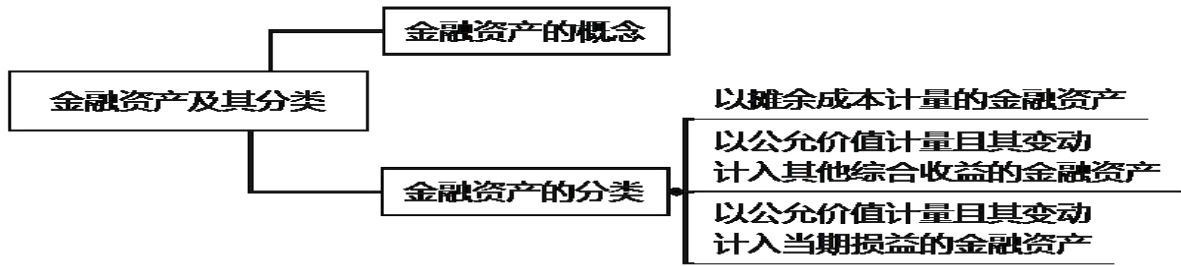 金融资产的概念
金融资产及其分类
以摊余成本计量的金融资产
以公允价值计量且其变动
计入其他综合收益的金融资产
金融资产的分类
以公允价值计量且其变动
计入当期损益的金融资产